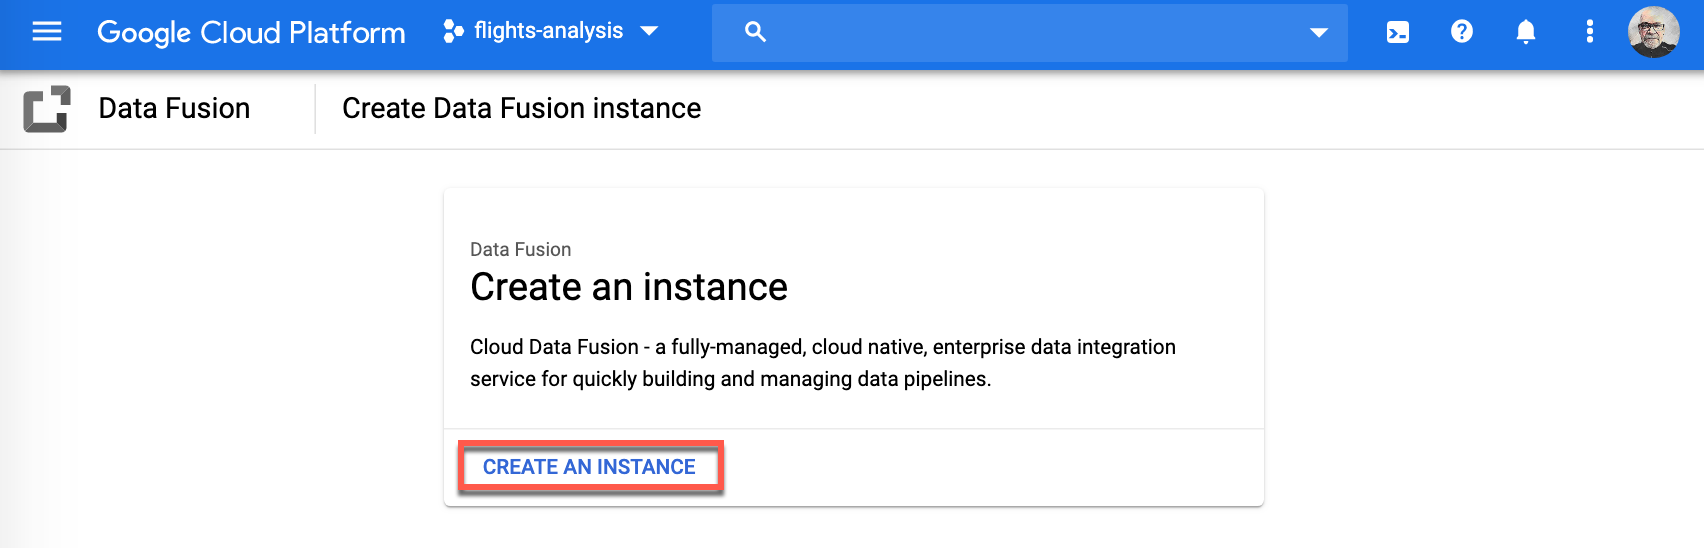 Google Cloud Platform
flights-analysis
Data Fusion
Create Data Fusion instance
Data Fusion
Create an instance
Cloud Data Fusion - a fully-managed, cloud native, enterprise data integration
service for quickly building and managing data pipelines.
CREATE AN INSTANCE